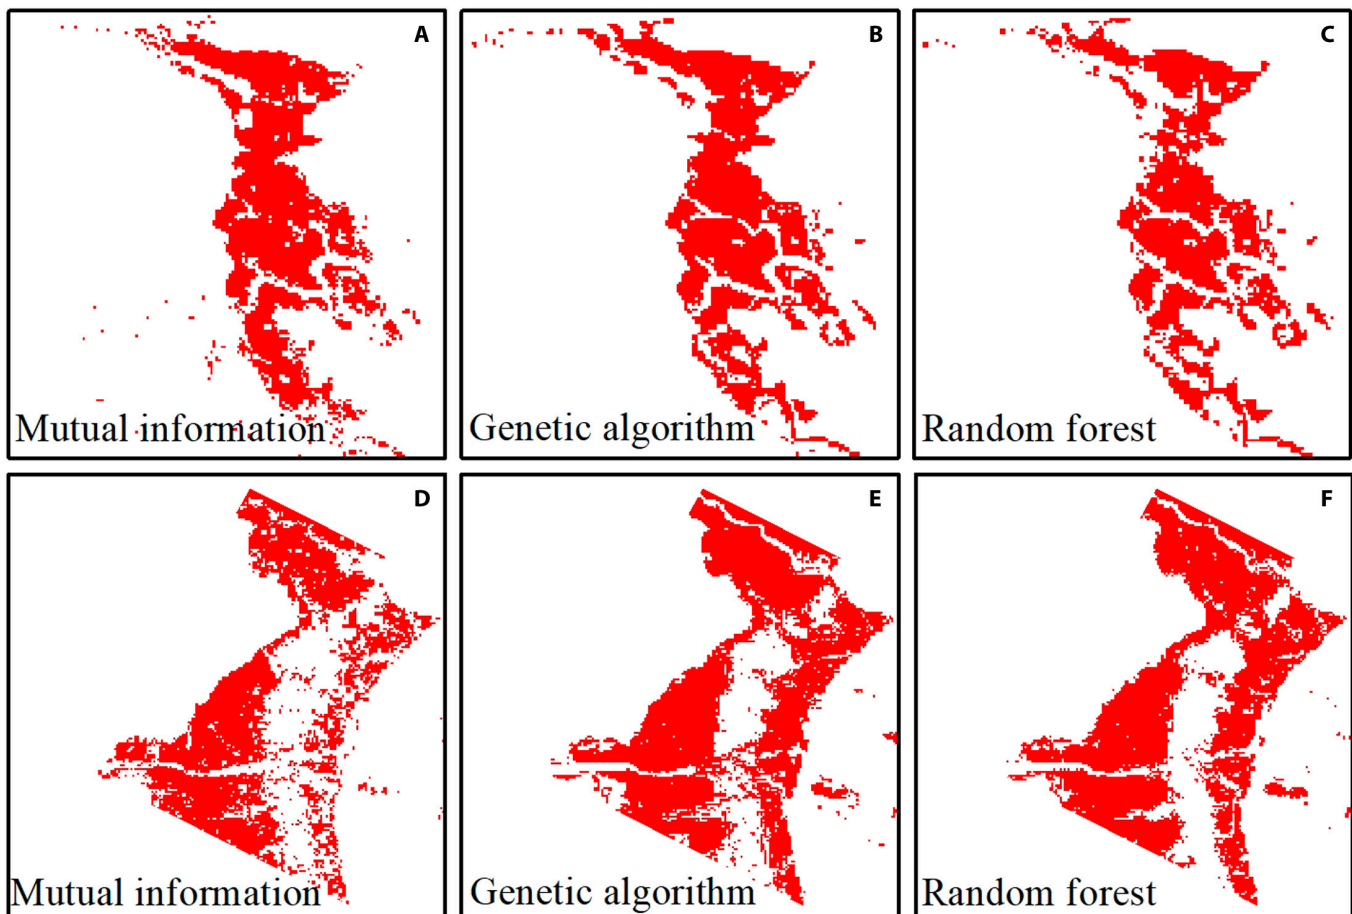 A
B
C
Mutual information
Genetic algorithm
Random forest
D
E
F
Mutual information
Genetic algorithm
Random forest